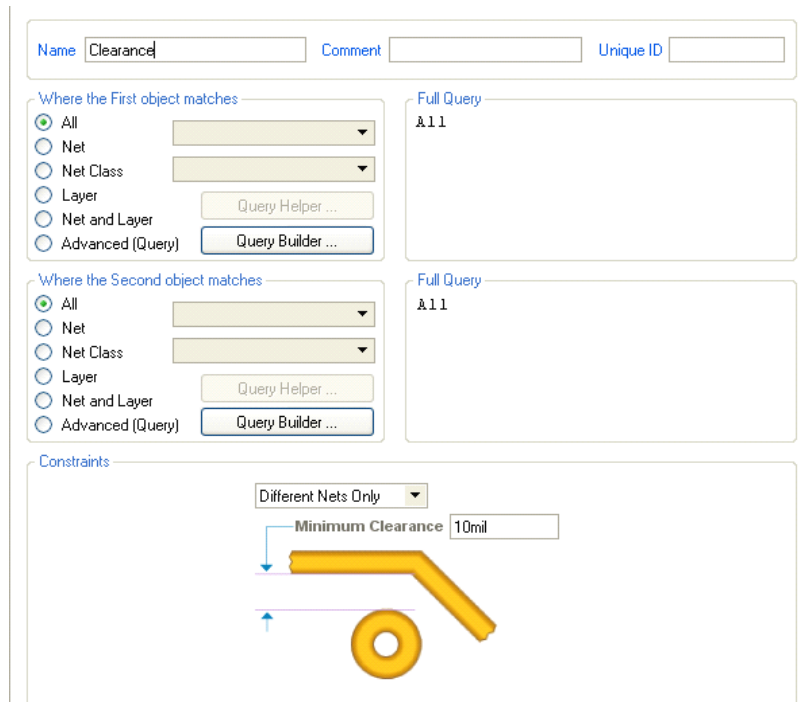 Name Clearance Comment Unique ID
Where the First object matches
All
Net
Net Class
Layer
Net and Layer
Advanced (Query)
Query Helper ...
Query Builder ...
Full Query
All
Where the Second object matches
All
Net
Net Class
Layer
Net and Layer
Advanced (Query)
Query Helper ...
Query Builder ...
Full Query
All
Constraints
Different Nets Only
Minimum Clearance 10mil